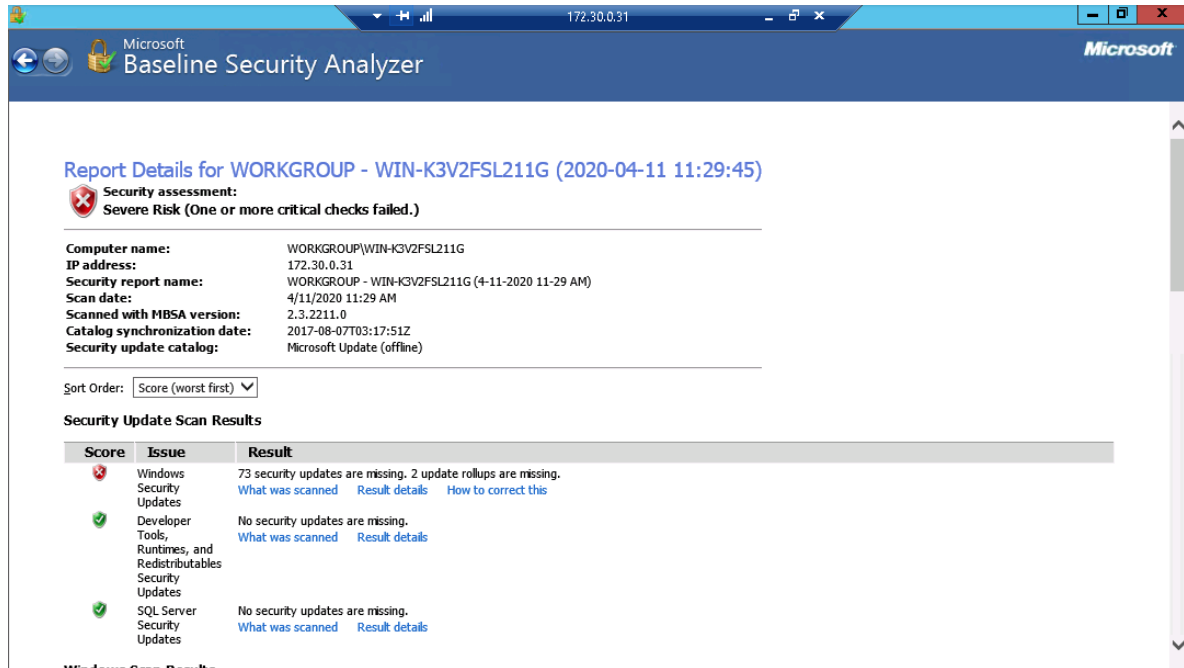 172.30.0.31
Microsoft
Baseline Security Analyzer
Microsoft
Report Details for WORKGROUP - WIN-K3V2FSL211G (2020-04-11 11:29:45)
Security assessment:
Severe Risk (One or more critical checks failed.)
Computer name: WORKGROUP\WIN-K3V2FSL211G
IP address: 172.30.0.31
Security report name: WORKGROUP - WIN-K3V2FSL211G (4-11-2020 11-29 AM)
Scan date: 4/11/2020 11:29 AM
Scanned with MBSA version: 2.3.2211.0
Catalog synchronization date: 2017-08-07T03:17:51Z
Security update catalog: Microsoft Update (offline)
Sort Order: Score (worst first)
Security Update Scan Results
Score Issue Result
Windows 73 security updates are missing. 2 update rollups are missing.
Security What was scanned Result details How to correct this
Updates
Developer No security updates are missing.
Tools, What was scanned Result details
Runtimes, and
Redistributables
Security
Updates
SQL Server No security updates are missing.
Security What was scanned Result details
Updates
Windows Scan Results